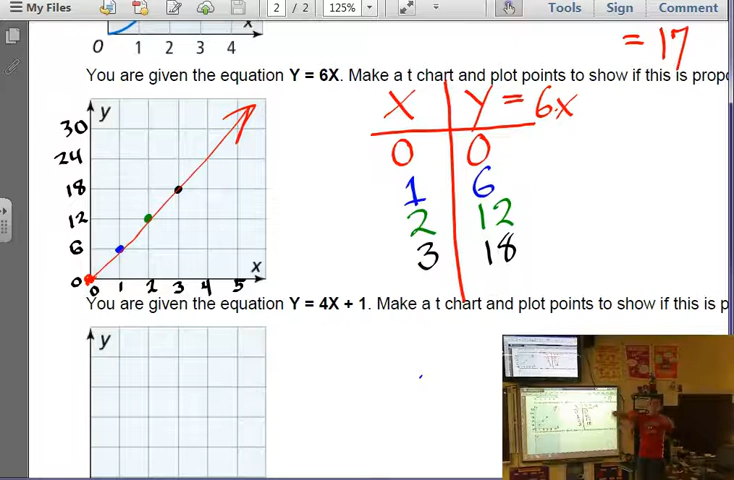 My Files 2 / 2 125% Tools Sign Comment
x
0 1 2 3 4
= 17
You are given the equation Y = 6X. Make a t chart and plot points to show if this is propo
y
30
24
18
12
6
0
0 1 2 3 4 5
x
X Y = 6·X
0 0
1 6
2 12
3 18
You are given the equation Y = 4X + 1. Make a t chart and plot points to show if this is p
y